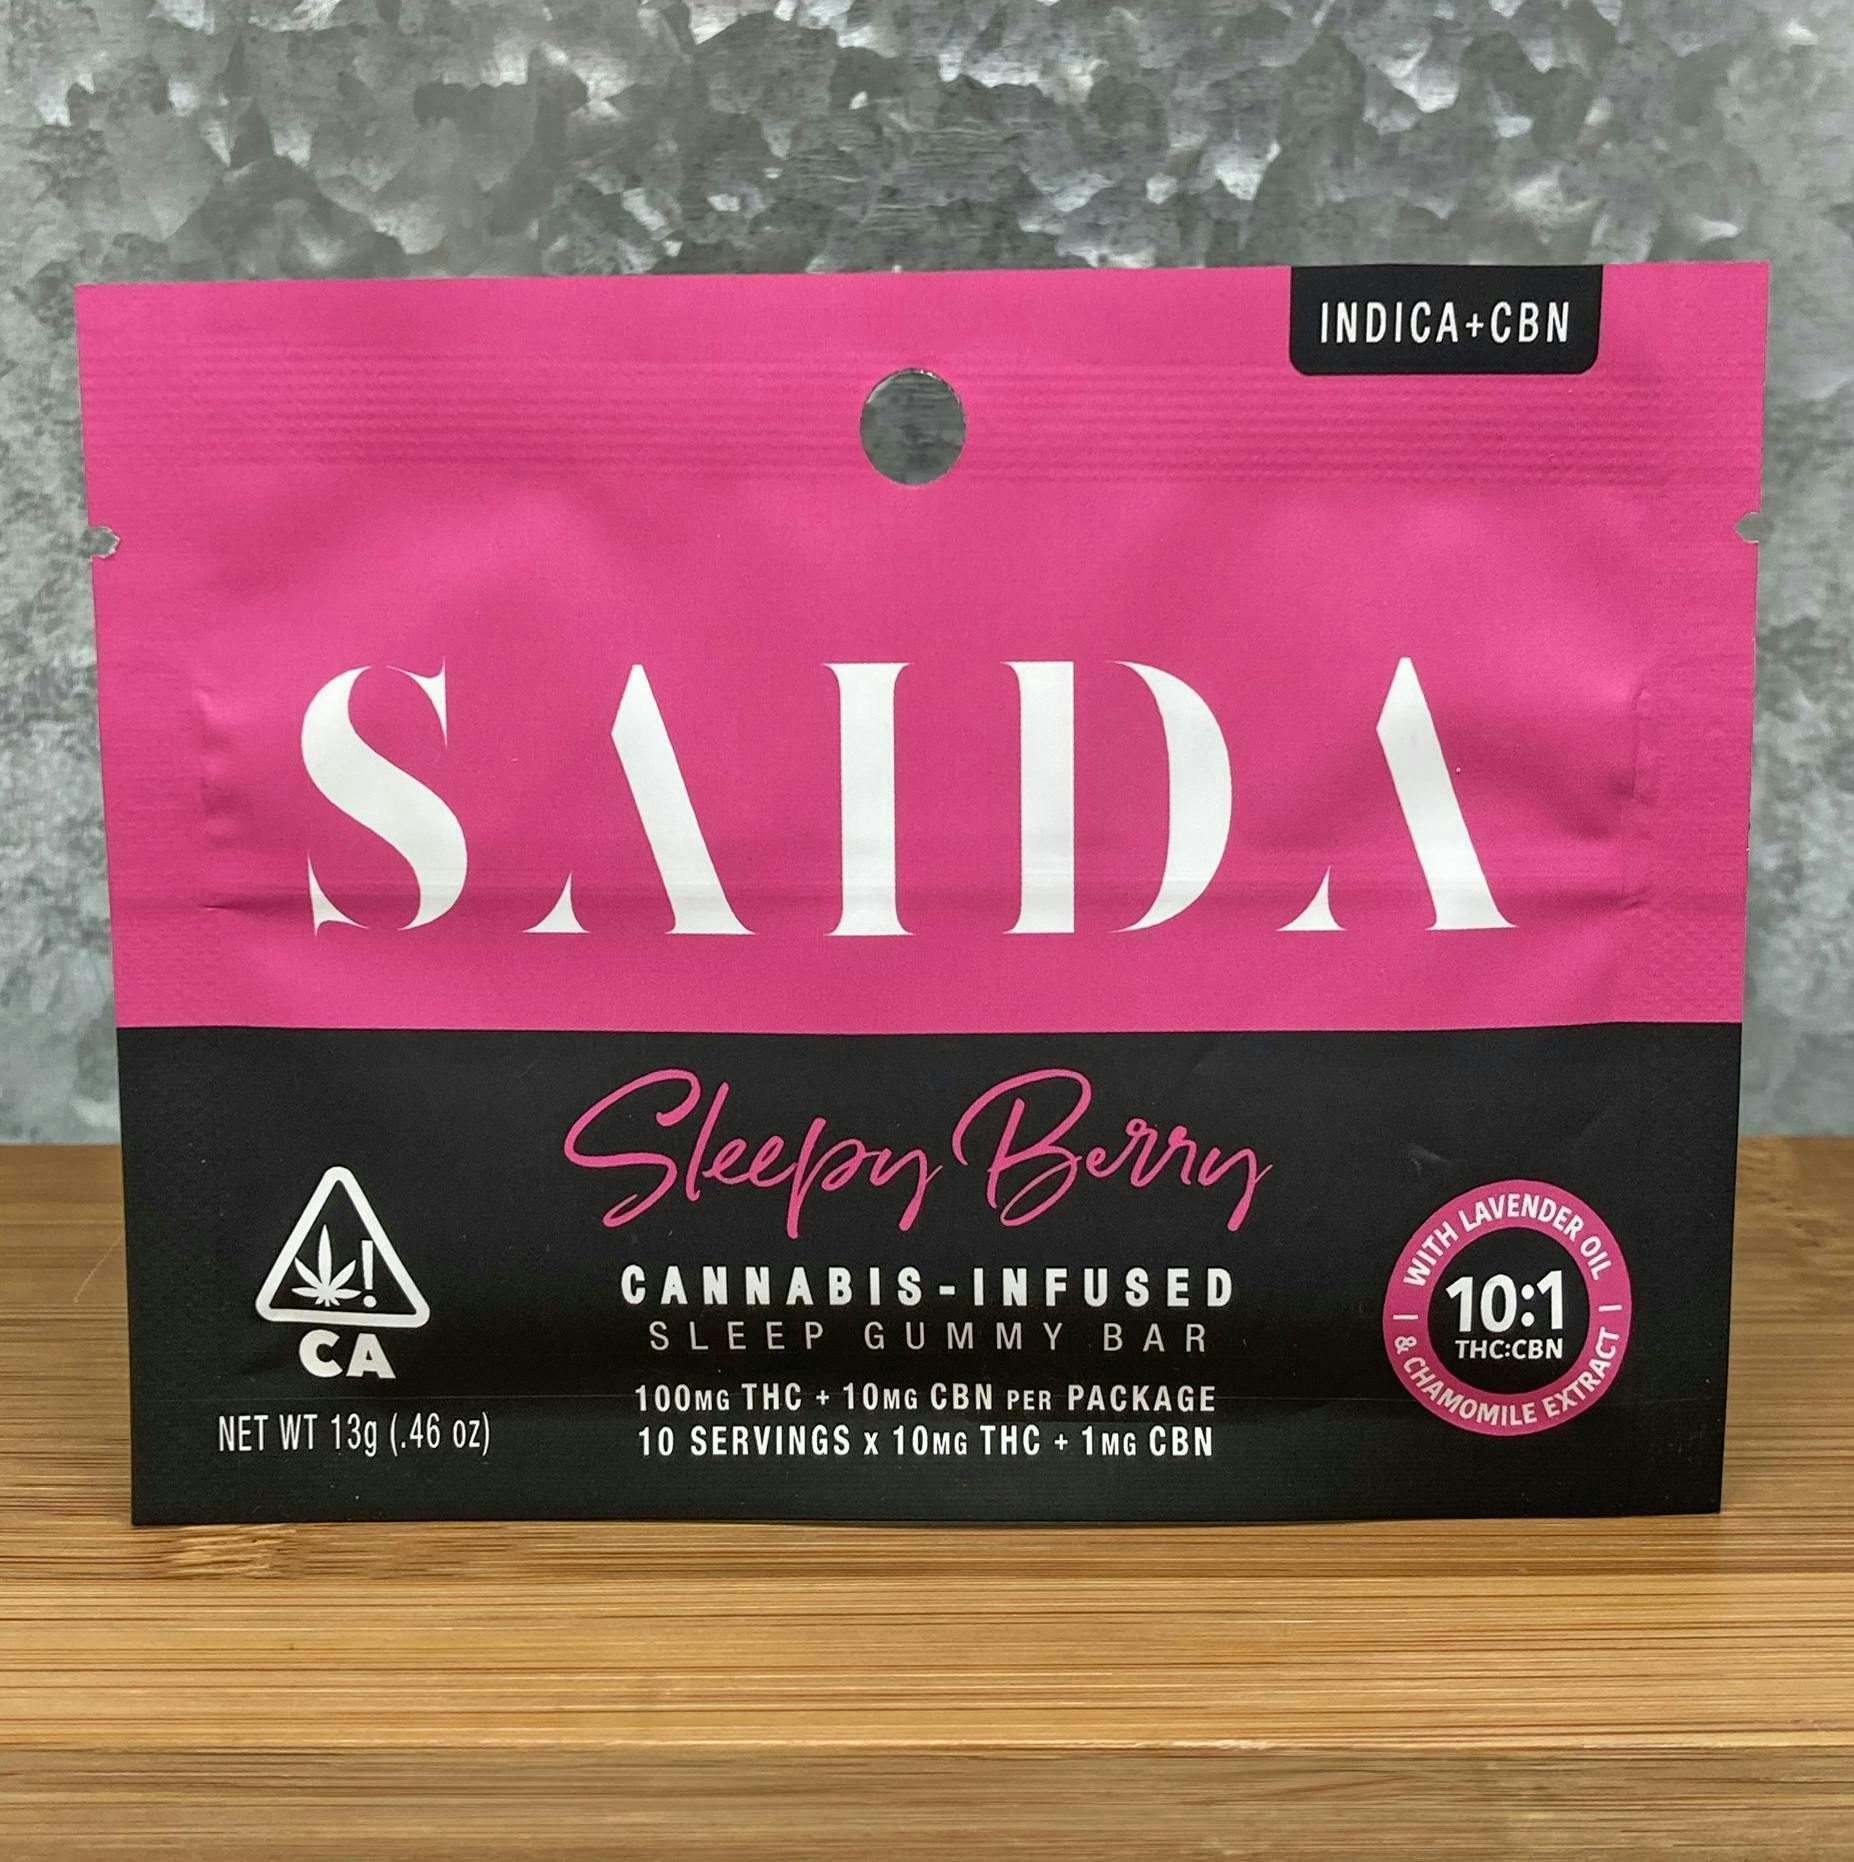 INDICA+CBN
SAIDA
Sleepy Berry
CANNABIS-INFUSED
SLEEP GUMMY BAR
100MG THC + 10MG CBN PER PACKAGE
10 SERVINGS x 10MG THC + 1MG CBN
CA
NET WT 13g (.46 oz)
WITH LAVENDER OIL
10:1
THC:CBN
& CHAMOMILE EXTRACT